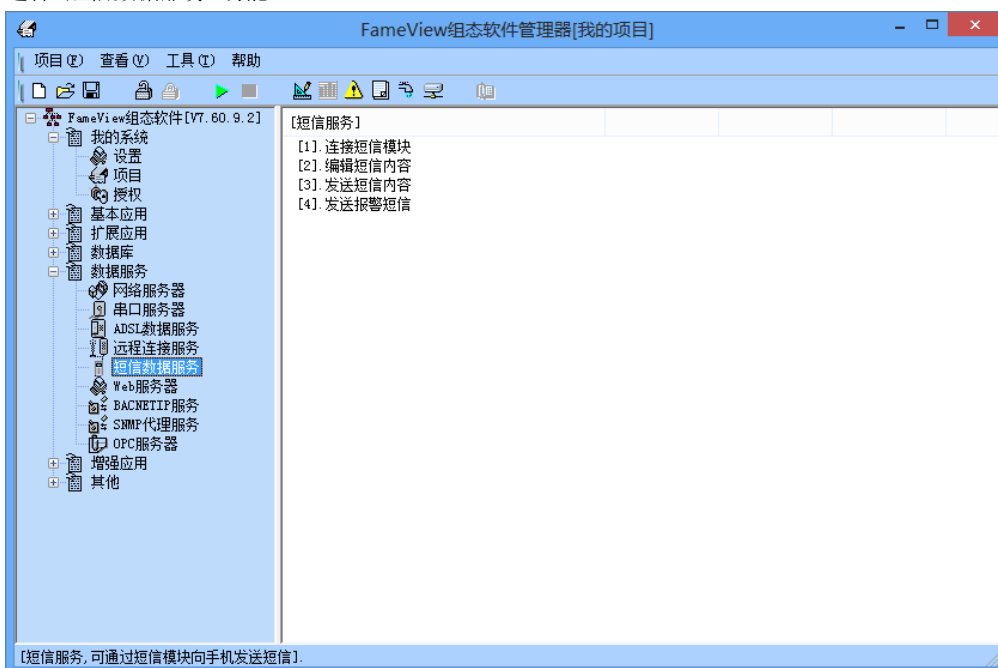 FameView组态软件管理器[我的项目]
项目(P) 查看(V) 工具(T) 帮助
FameView组态软件[V7.60.9.2]
我的系统
设置
项目
授权
基本应用
扩展应用
数据库
数据服务
网络服务器
串口服务器
ADSL数据服务
远程连接服务
短信数据服务
Web服务器
BACNETIP服务
SNMP代理服务
OPC服务器
增强应用
其他
[短信服务]
[1].连接短信模块
[2].编辑短信内容
[3].发送短信内容
[4].发送报警短信
[短信服务,可通过短信模块向手机发送短信].